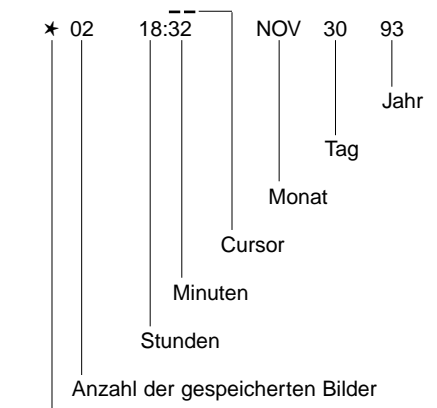 ★ 02 18:32 NOV 30 93
Jahr
Tag
Monat
Cursor
Minuten
Stunden
Anzahl der gespeicherten Bilder